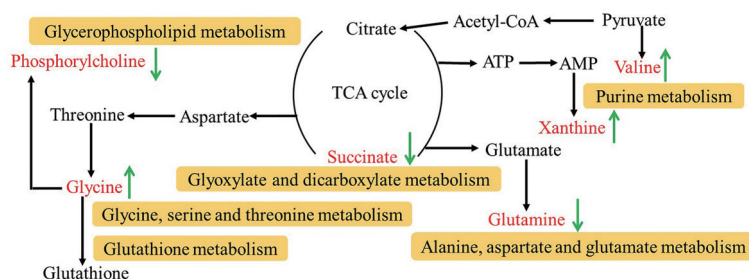 Glycerophospholipid metabolism
Citrate
Acetyl-CoA
Pyruvate
Phosphorylcholine
ATP
AMP
Valine
TCA cycle
Purine metabolism
Threonine
Aspartate
Xanthine
Succinate
Glutamate
Glyoxylate and dicarboxylate metabolism
Glycine
Glycine, serine and threonine metabolism
Glutamine
Glutathione metabolism
Alanine, aspartate and glutamate metabolism
Glutathione